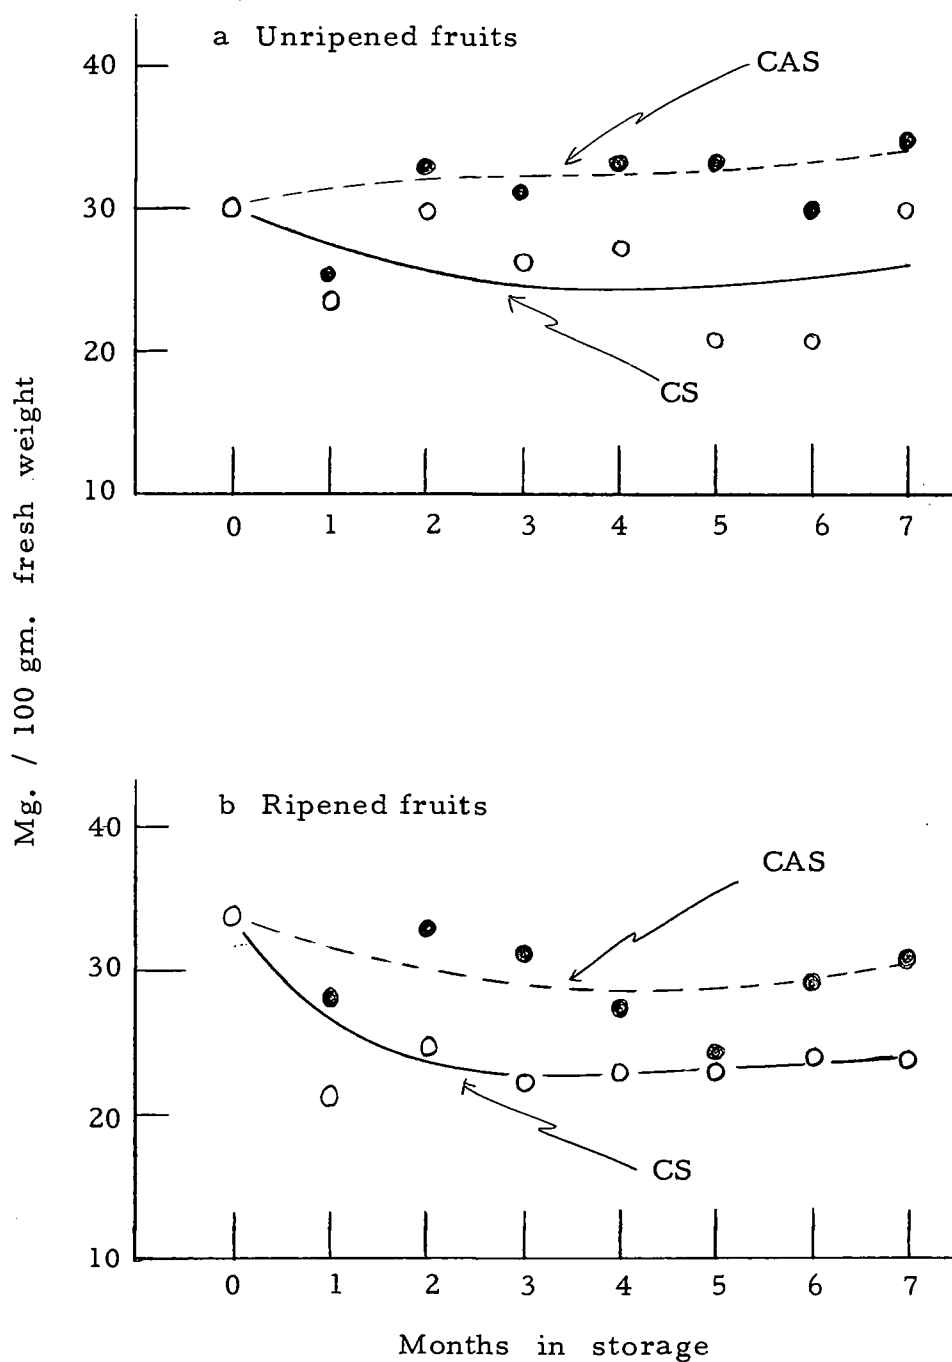 a Unripened fruits
CAS
40
30
20
10
CS
0 1 2 3 4 5 6 7
Mg. / 100 gm. fresh weight
b Ripened fruits
CAS
40
30
20
10
CS
0 1 2 3 4 5 6 7
Months in storage